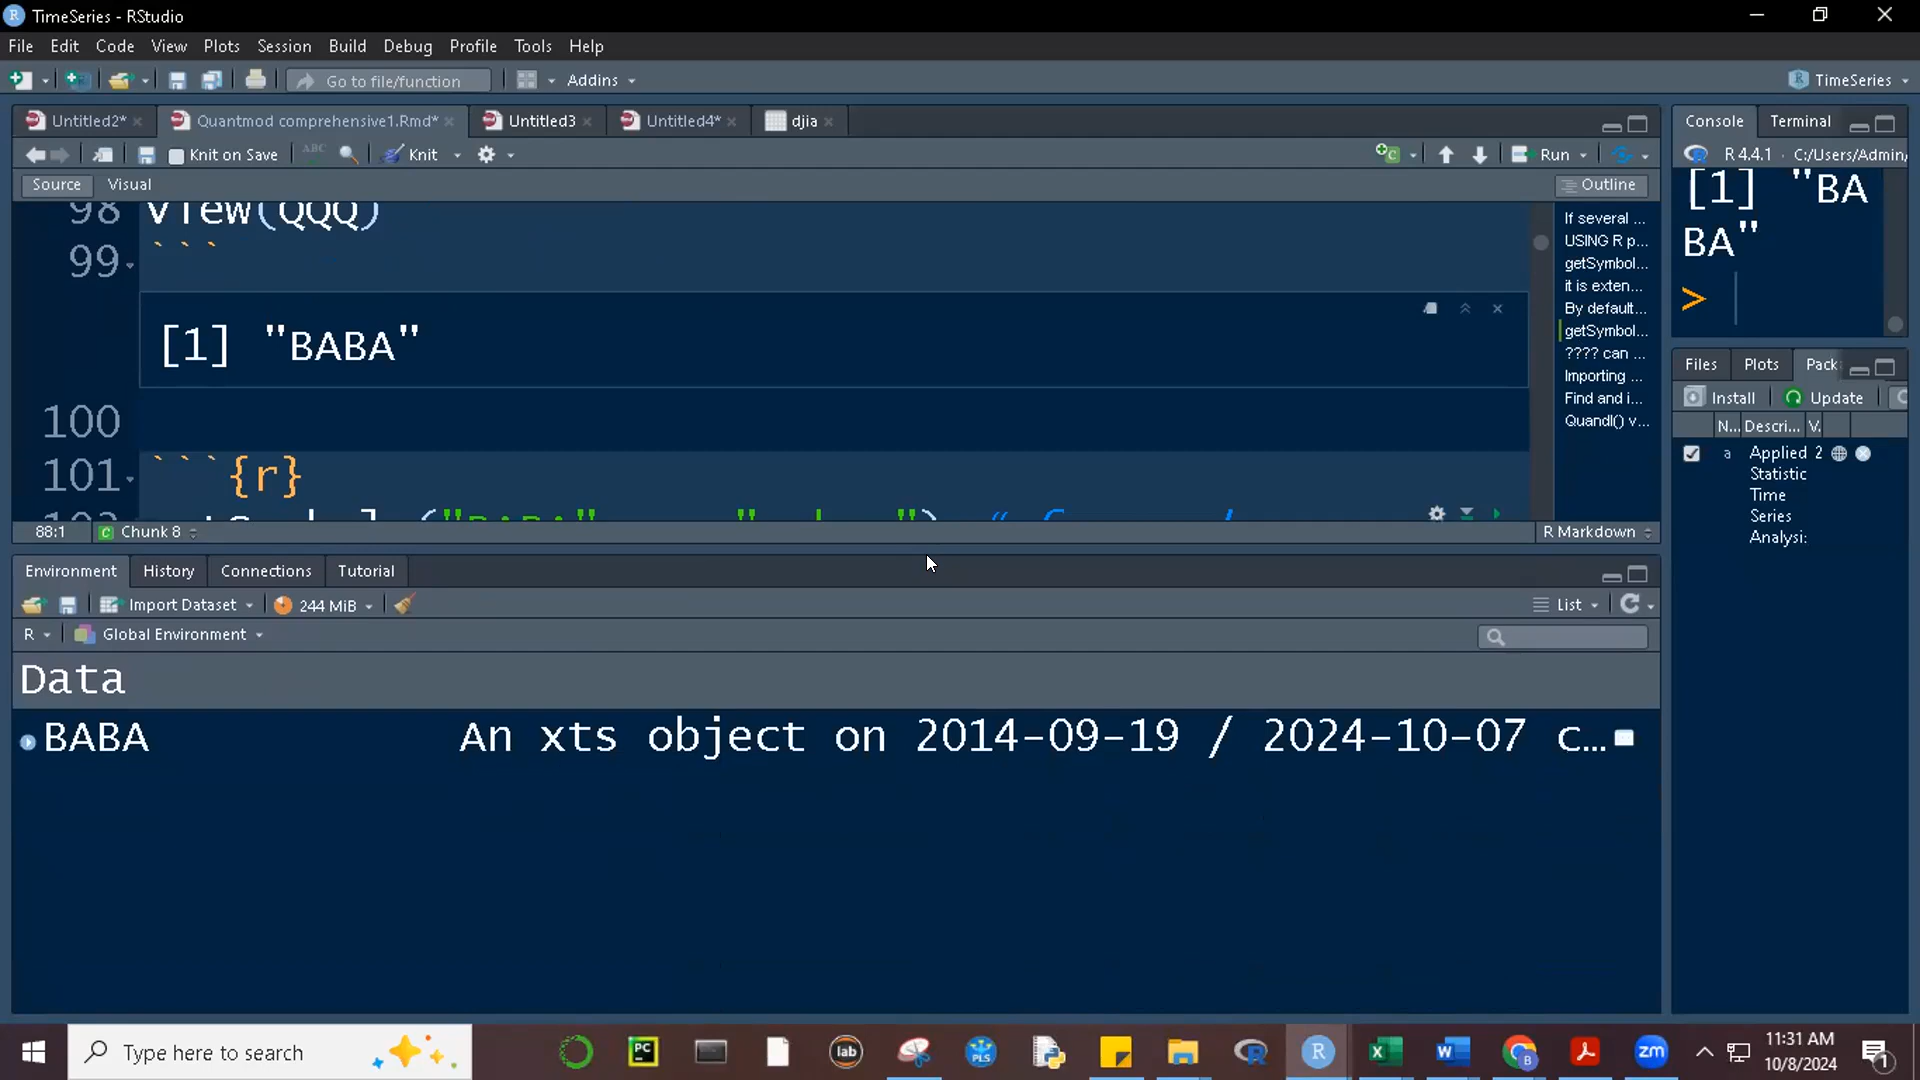 TimeSeries - RStudio
File Edit Code View Plots Session Build Debug Profile Tools Help
Go to file/function Addins TimeSeries
Untitled2* Quantmod comprehensive1.Rmd* Untitled3 Untitled4* djia
Knit on Save ABC Knit Run
Source Visual Outline
98 View(QQQ)
99 ```
[1] "BABA"
100
101 ```{r}
If several ...
USING R p...
getSymbol...
it is exten...
By default...
getSymbol...
???? can ...
Importing ...
Find and i...
Quandl() v...
88:1 Chunk 8 R Markdown
Environment History Connections Tutorial
Import Dataset 244 MiB List
R Global Environment
Data
BABA An xts object on 2014-09-19 / 2024-10-07 c...
Console Terminal
R 4.4.1 · C:/Users/Admin/
[1] "BA
BA"
>
Files Plots Pack
Install Update
N... Descri... V.
a Applied 2
Statistic
Time
Series
Analysi:
Type here to search
PC
lab
PLS
R
R
X
W
B
zm
11:31 AM
10/8/2024
1